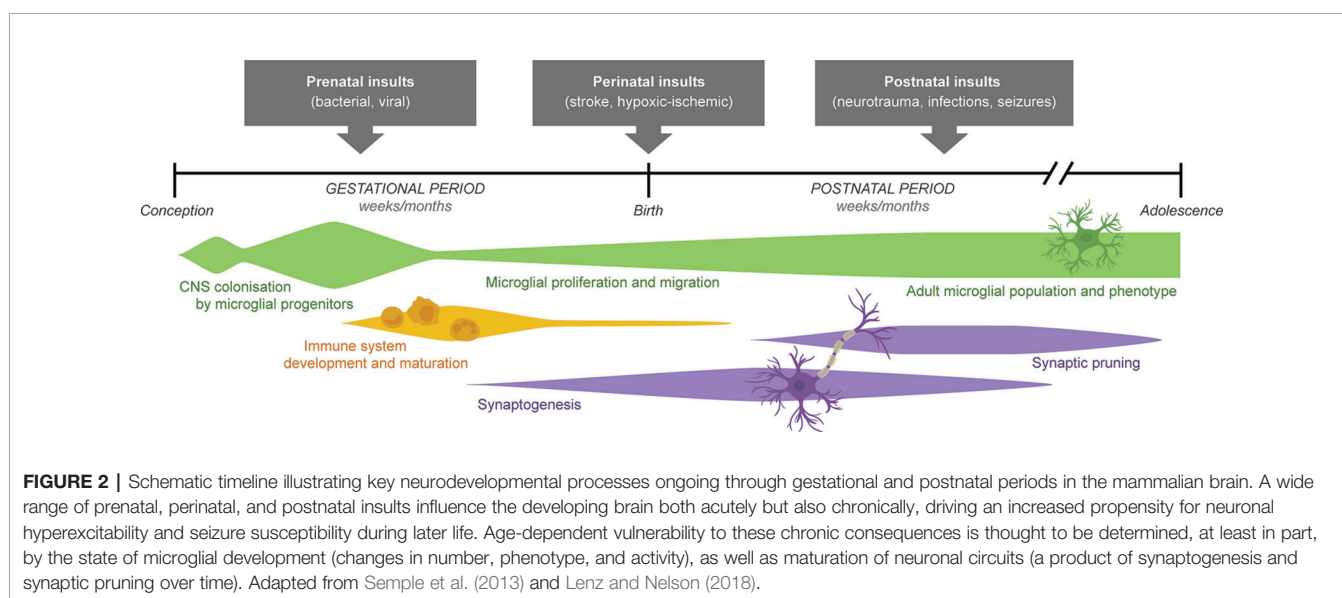 Prenatal insults
(bacterial, viral)
Perinatal insults
(stroke, hypoxic-ischemic)
Postnatal insults
(neurotrauma, infections, seizures)
GESTATIONAL PERIOD
weeks/months
POSTNATAL PERIOD
weeks/months
Conception
Birth
Adolescence
CNS colonisation
by microglial progenitors
Microglial proliferation and migration
Adult microglial population and phenotype
Immune system
development and maturation
Synaptic pruning
Synaptogenesis
FIGURE 2 | Schematic timeline illustrating key neurodevelopmental processes ongoing through gestational and postnatal periods in the mammalian brain. A wide
range of prenatal, perinatal, and postnatal insults influence the developing brain both acutely but also chronically, driving an increased propensity for neuronal
hyperexcitability and seizure susceptibility during later life. Age-dependent vulnerability to these chronic consequences is thought to be determined, at least in part,
by the state of microglial development (changes in number, phenotype, and activity), as well as maturation of neuronal circuits (a product of synaptogenesis and
synaptic pruning over time). Adapted from Semple et al. (2013) and Lenz and Nelson (2018).